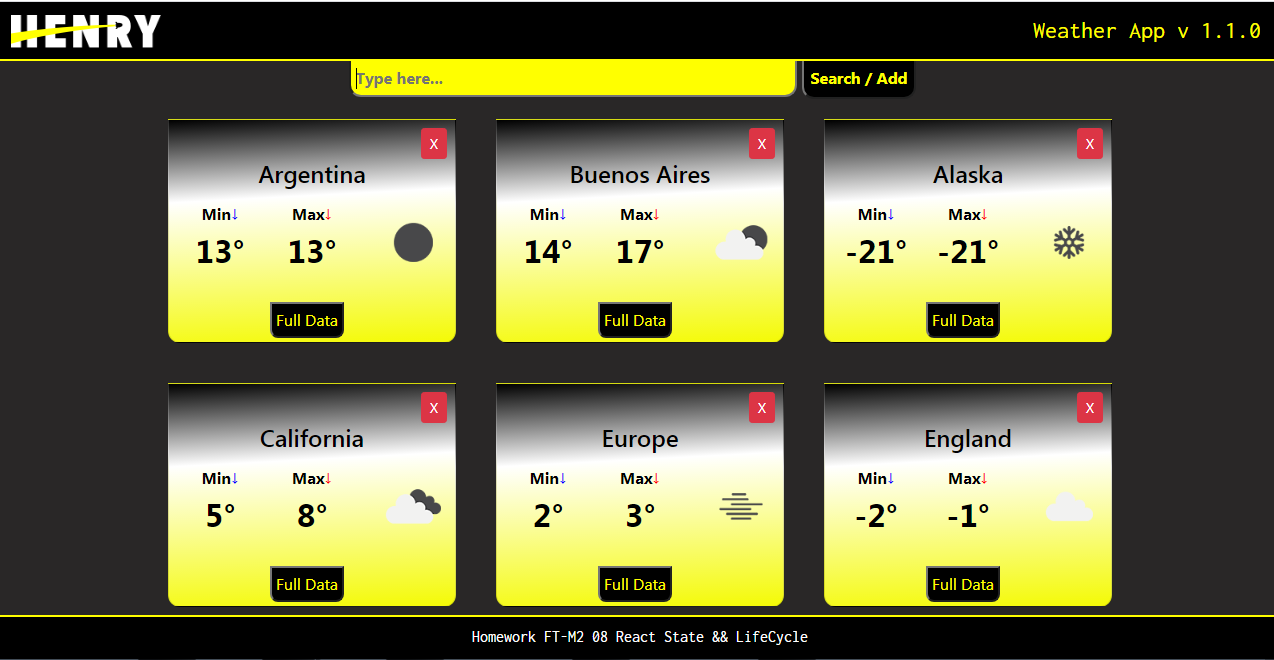 HENRY
Weather App v 1.1.0
Type here...
Search / Add
X
X
X
Argentina
Buenos Aires
Alaska
Min↓ Max↓
Min↓ Max↓
Min↓ Max↓
13° 13°
14° 17°
-21° -21°
Full Data
Full Data
Full Data
X
X
X
California
Europe
England
Min↓ Max↓
Min↓ Max↓
Min↓ Max↓
5° 8°
2° 3°
-2° -1°
Full Data
Full Data
Full Data
Homework FT-M2 08 React State && LifeCycle